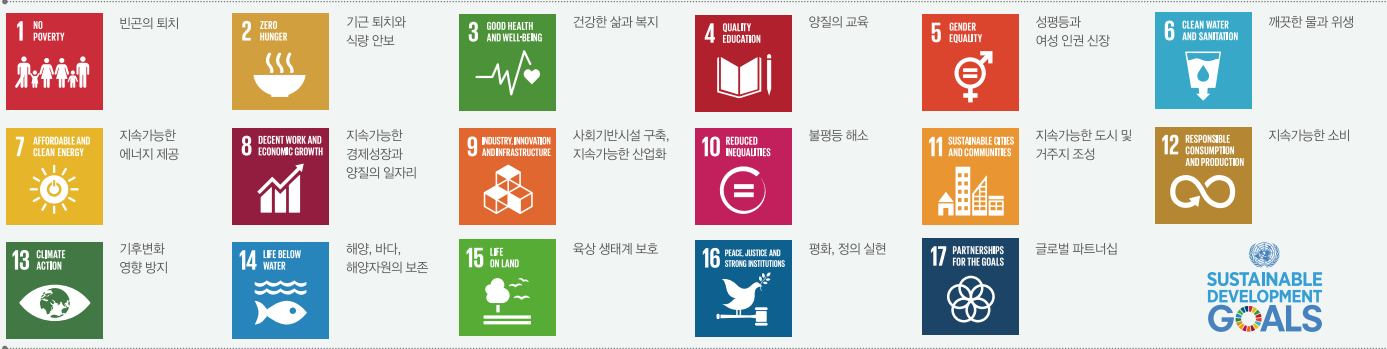 1 NO
POVERTY
빈곤의 퇴치
2 ZERO
HUNGER
기근 퇴치와
식량 안보
3 GOOD HEALTH
AND WELL-BEING
건강한 삶과 복지
4 QUALITY
EDUCATION
양질의 교육
5 GENDER
EQUALITY
성평등과
여성 인권 신장
6 CLEAN WATER
AND SANITATION
깨끗한 물과 위생
7 AFFORDABLE AND
CLEAN ENERGY
지속가능한
에너지 제공
8 DECENT WORK AND
ECONOMIC GROWTH
지속가능한
경제성장과
양질의 일자리
9 INDUSTRY, INNOVATION
AND INFRASTRUCTURE
사회기반시설 구축,
지속가능한 산업화
10 REDUCED
INEQUALITIES
불평등 해소
11 SUSTAINABLE CITIES
AND COMMUNITIES
지속가능한 도시 및
거주지 조성
12 RESPONSIBLE
CONSUMPTION
AND PRODUCTION
지속가능한 소비
13 CLIMATE
ACTION
기후변화
영향 방지
14 LIFE BELOW
WATER
해양, 바다,
해양자원의 보존
15 LIFE
ON LAND
육상 생태계 보호
16 PEACE, JUSTICE AND
STRONG INSTITUTIONS
평화, 정의 실현
17 PARTNERSHIPS
FOR THE GOALS
글로벌 파트너십
SUSTAINABLE
DEVELOPMENT
GOALS